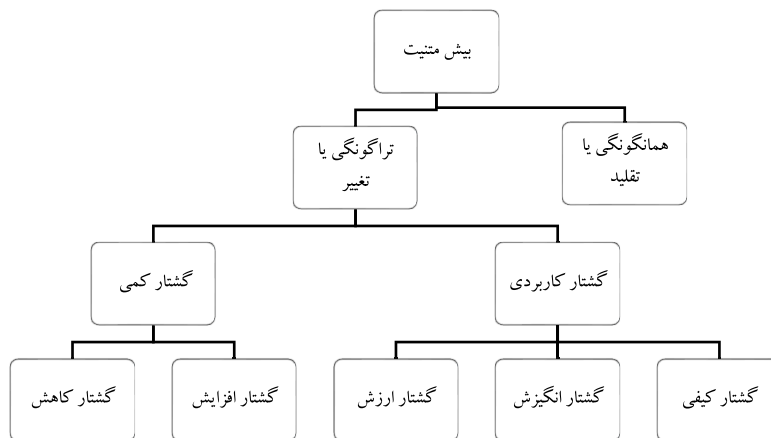 بیش متنیت
همانگونگی یا
تقلید
تراگونگی یا
تغییر
گشتار کاربردی
گشتار کمی
گشتار کیفی
گشتار انگیزش
گشتار ارزش
گشتار افزایش
گشتار کاهش